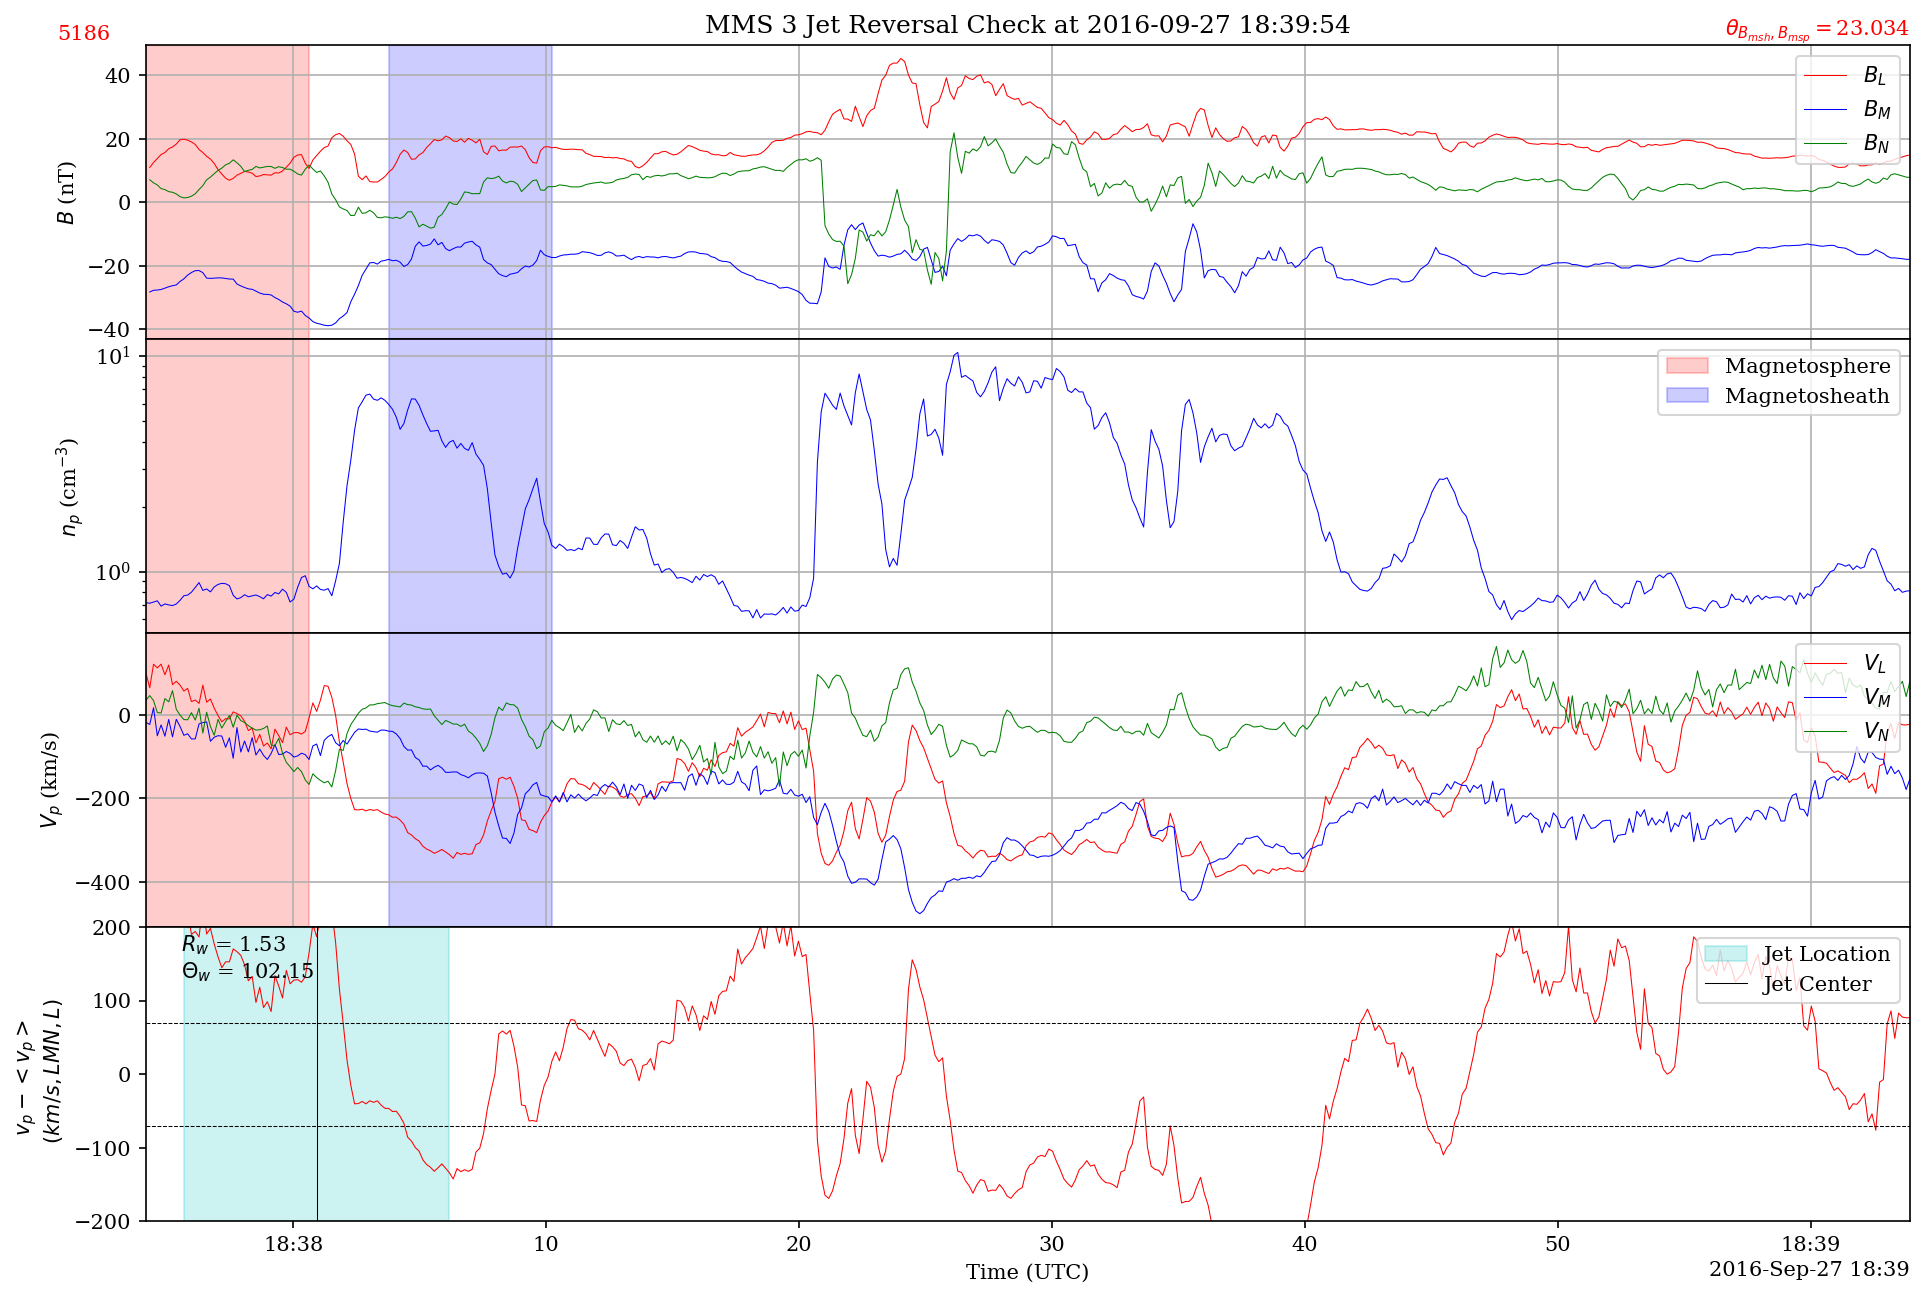 5186
MMS 3 Jet Reversal Check at 2016-09-27 18:39:54
θ_{B_{msh}, B_{msp}} = 23.034
40
20
0
−20
−40
B (nT)
B_L
B_M
B_N
10^1
10^0
n_p (cm^{−3})
Magnetosphere
Magnetosheath
0
−200
−400
V_p (km/s)
V_L
V_M
V_N
200
100
0
−100
−200
v_p − < v_p >
(km/s, LMN, L)
R_w = 1.53
Θ_w = 102.15
Jet Location
Jet Center
18:38
10
20
30
40
50
18:39
Time (UTC)
2016-Sep-27 18:39